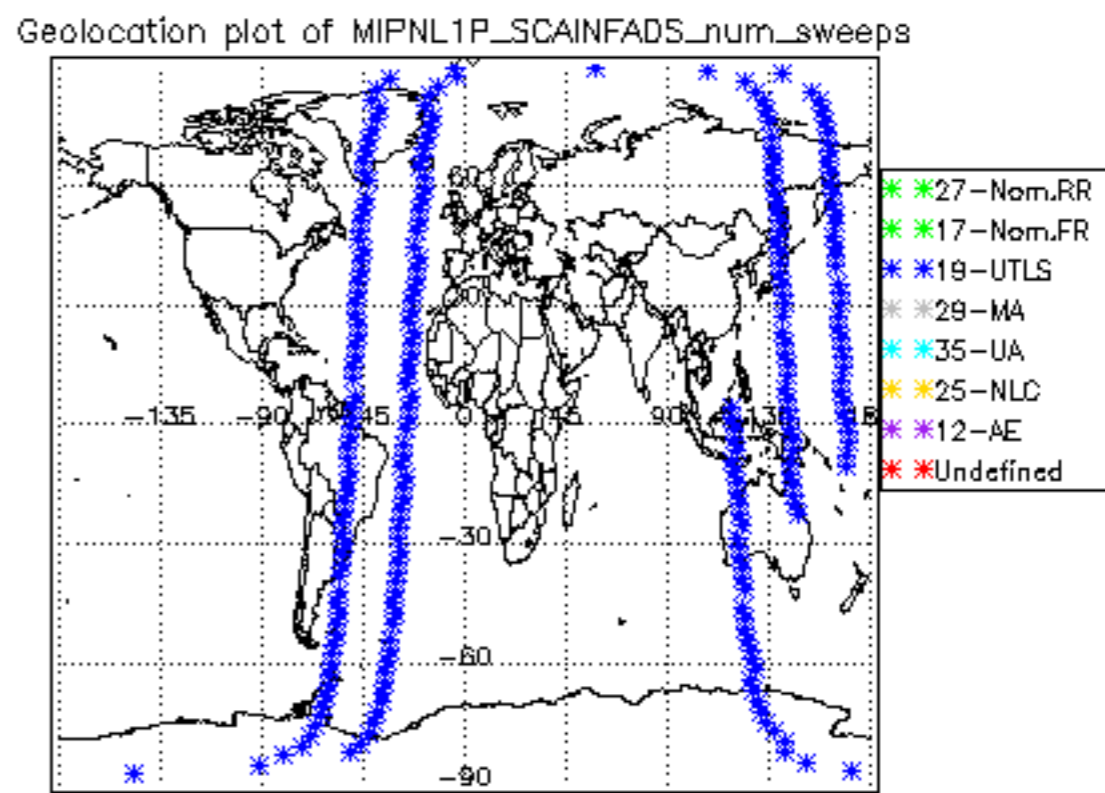 Geolocation plot of MIPNL1P_SCAINFADS_num_sweeps
60
27-Nom.RR
17-Nom.FR
19-UTLS
29-MA
35-UA
25-NLC
12-AE
Undefined
-135 -90 45 0 45 90 135
-30
-60
-90